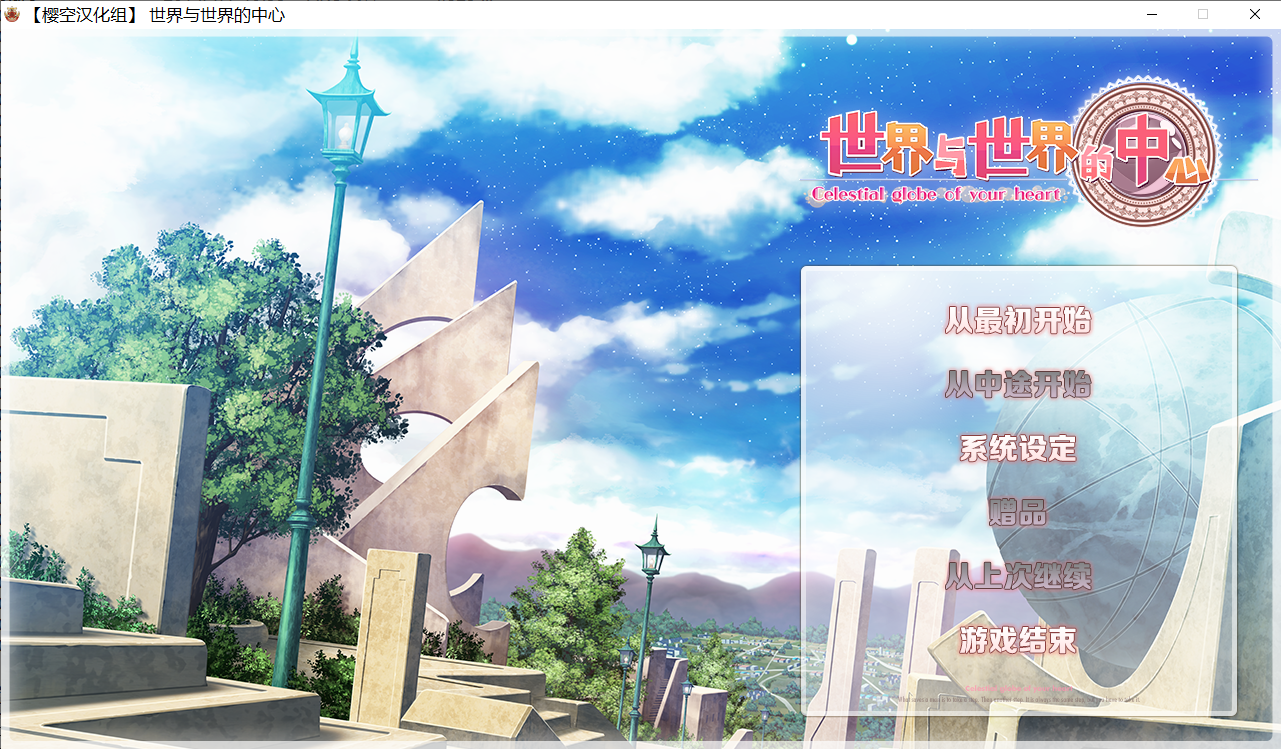 【樱空汉化组】 世界与世界的中心
世界与世界的中心
Celestial globe of your heart
从最初开始
从中途开始
系统设定
赠品
从上次继续
游戏结束